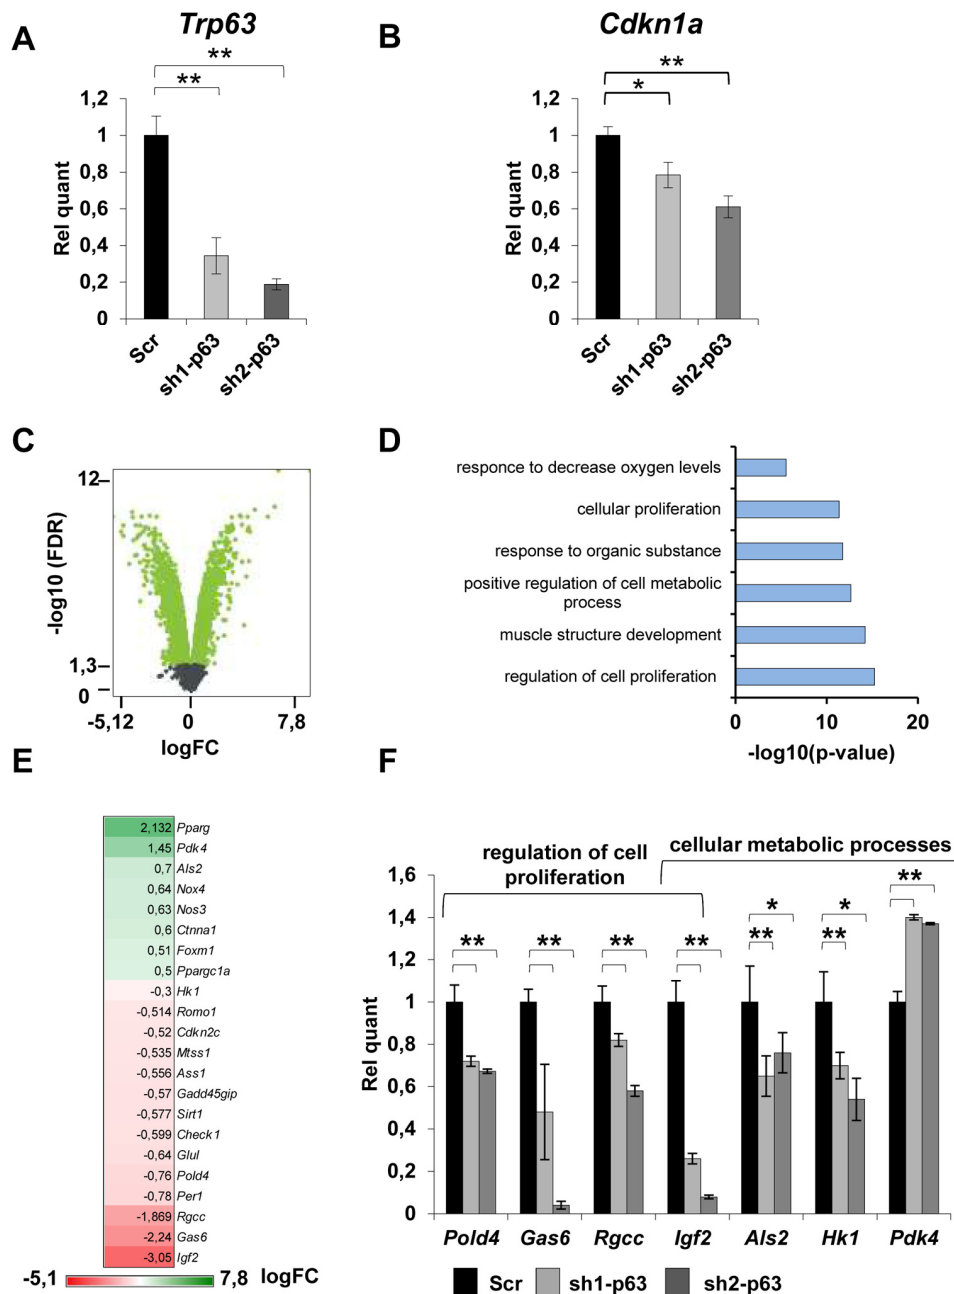 A
Trp63
**
**
1,2
1
0,8
0,6
0,4
0,2
0
Rel quant
Scr
sh1-p63
sh2-p63
B
Cdkn1a
**
*
1,2
1
0,8
0,6
0,4
0,2
0
Rel quant
Scr
sh1-p63
sh2-p63
C
12
1,3
0
-log10 (FDR)
-5,12
0
7,8
logFC
D
responce to decrease oxygen levels
cellular proliferation
response to organic substance
positive regulation of cell metabolic
process
muscle structure development
regulation of cell proliferation
0
10
20
-log10(p-value)
E
2,132 Pparg
1,45 Pdk4
0,7 Als2
0,64 Nox4
0,63 Nos3
0,6 Ctnna1
0,51 Foxm1
0,5 Ppargc1a
-0,3 Hk1
-0,514 Romo1
-0,52 Cdkn2c
-0,535 Mtss1
-0,556 Ass1
-0,57 Gadd45gip
-0,577 Sirt1
-0,599 Check1
-0,64 Glul
-0,76 Pold4
-0,78 Per1
-1,869 Rgcc
-2,24 Gas6
-3,05 Igf2
-5,1
7,8
logFC
F
regulation of cell
proliferation
cellular metabolic processes
1,6
1,4
1,2
1
0,8
0,6
0,4
0,2
0
Rel quant
**
**
**
**
*
**
*
**
**
Pold4
Gas6
Rgcc
Igf2
Als2
Hk1
Pdk4
Scr
sh1-p63
sh2-p63